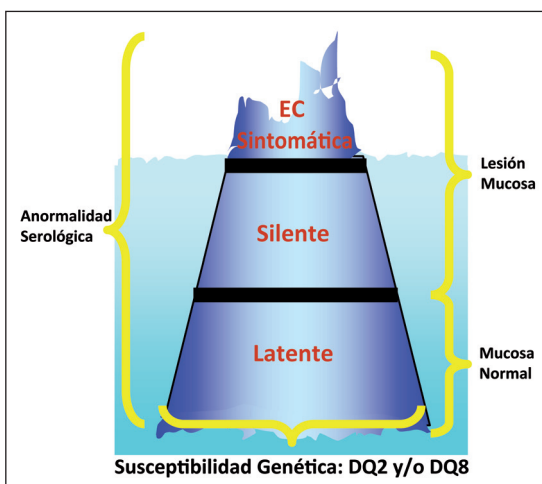 EC
Sintomática
Lesión
Mucosa
Anormalidad
Serológica
Silente
Latente
Mucosa
Normal
Susceptibilidad Genética: DQ2 y/o DQ8